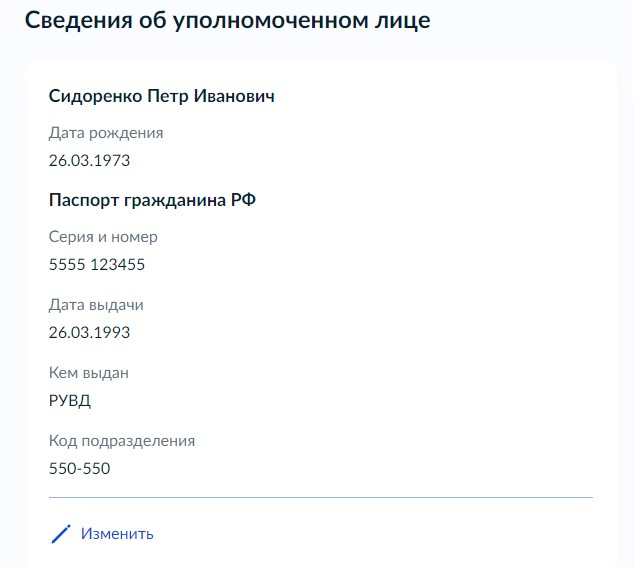 Сведения об уполномоченном лице
Сидоренко Петр Иванович
Дата рождения
26.03.1973
Паспорт гражданина РФ
Серия и номер
5555 123455
Дата выдачи
26.03.1993
Кем выдан
РУВД
Код подразделения
550-550
Изменить